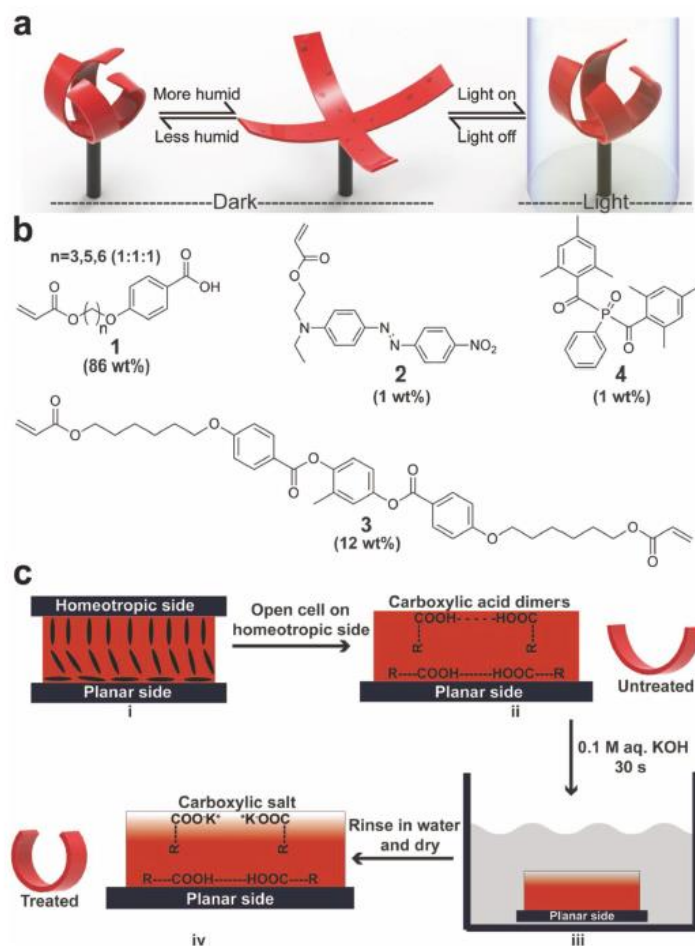 a
More humid
Less humid
Light on
Light off
Dark
Light
b
n=3,5,6 (1:1:1)
O
O
n
O
O
OH
1
(86 wt%)
O
O
N
N
N
NO2
2
(1 wt%)
O
O
P
O
4
(1 wt%)
O
O
O
O
O
O
O
O
O
O
3
(12 wt%)
c
Homeotropic side
Planar side
i
Open cell on
homeotropic side
Carboxylic acid dimers
COOH------HOOC
R R
R----COOH------HOOC----R
Planar side
ii
Untreated
0.1 M aq. KOH
30 s
Planar side
iii
Rinse in water
and dry
Carboxylic salt
COO-K+ +K-OOC
R R
R----COOH------HOOC----R
Planar side
iv
Treated